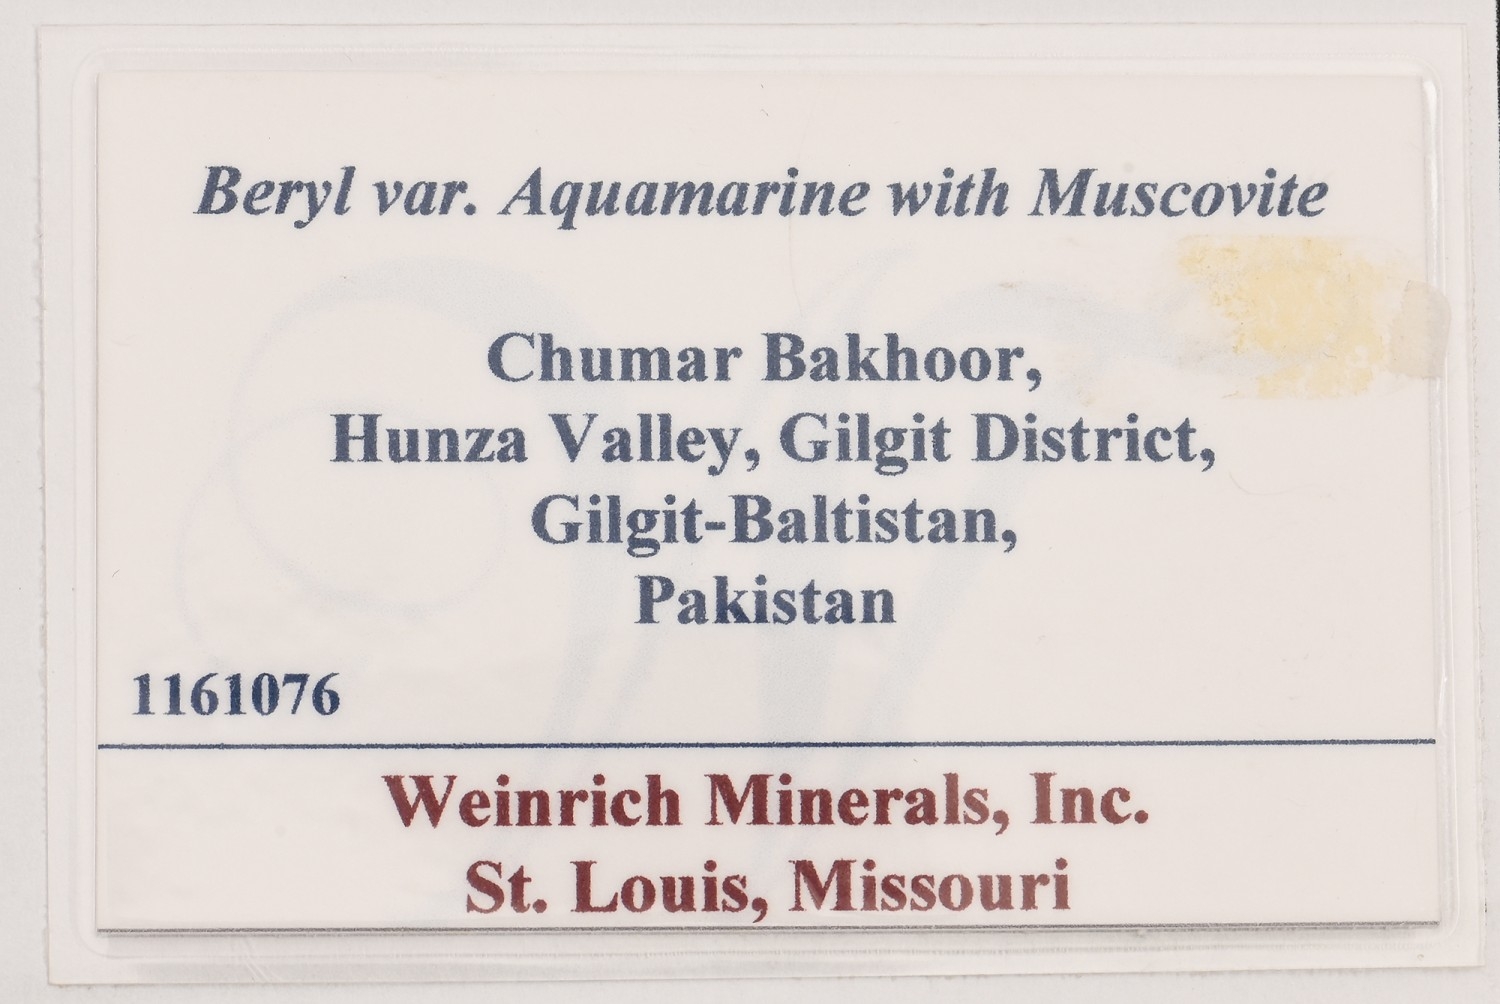 Beryl var. Aquamarine with Muscovite
Chumar Bakhoor,
Hunza Valley, Gilgit District,
Gilgit-Baltistan,
Pakistan
1161076
Weinrich Minerals, Inc.
St. Louis, Missouri